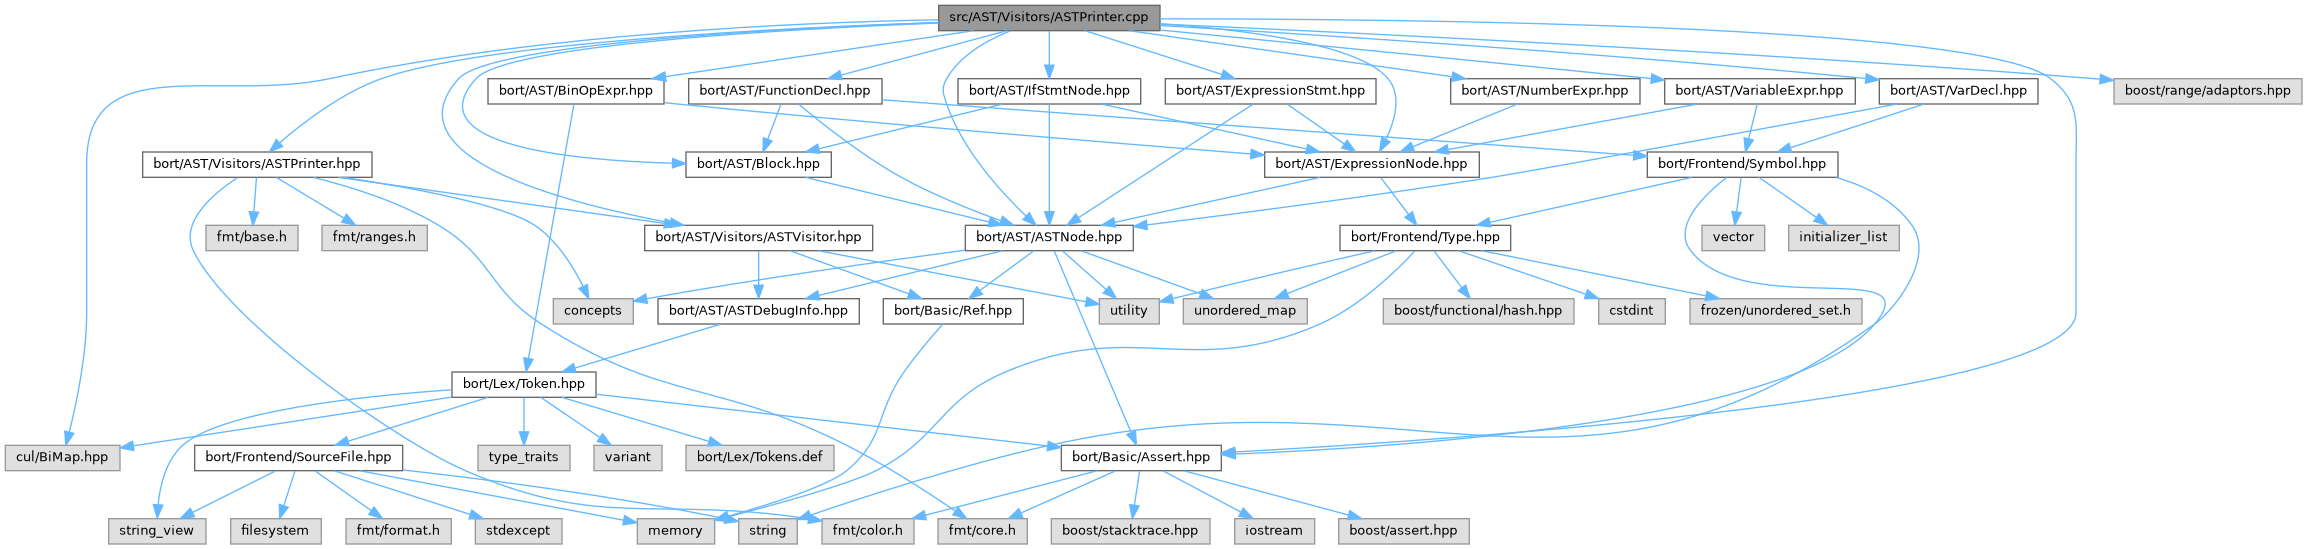 src/AST/Visitors/ASTPrinter.cpp
bort/AST/BinOpExpr.hpp
bort/AST/FunctionDecl.hpp
bort/AST/IfStmtNode.hpp
bort/AST/ExpressionStmt.hpp
bort/AST/NumberExpr.hpp
bort/AST/VariableExpr.hpp
bort/AST/VarDecl.hpp
boost/range/adaptors.hpp
bort/AST/Visitors/ASTPrinter.hpp
bort/AST/Block.hpp
bort/AST/ExpressionNode.hpp
bort/Frontend/Symbol.hpp
fmt/base.h
fmt/ranges.h
bort/AST/Visitors/ASTVisitor.hpp
bort/AST/ASTNode.hpp
bort/Frontend/Type.hpp
vector
initializer_list
concepts
bort/AST/ASTDebugInfo.hpp
bort/Basic/Ref.hpp
utility
unordered_map
boost/functional/hash.hpp
cstdint
frozen/unordered_set.h
bort/Lex/Token.hpp
cul/BiMap.hpp
bort/Frontend/SourceFile.hpp
type_traits
variant
bort/Lex/Tokens.def
bort/Basic/Assert.hpp
string_view
filesystem
fmt/format.h
stdexcept
memory
string
fmt/color.h
fmt/core.h
boost/stacktrace.hpp
iostream
boost/assert.hpp